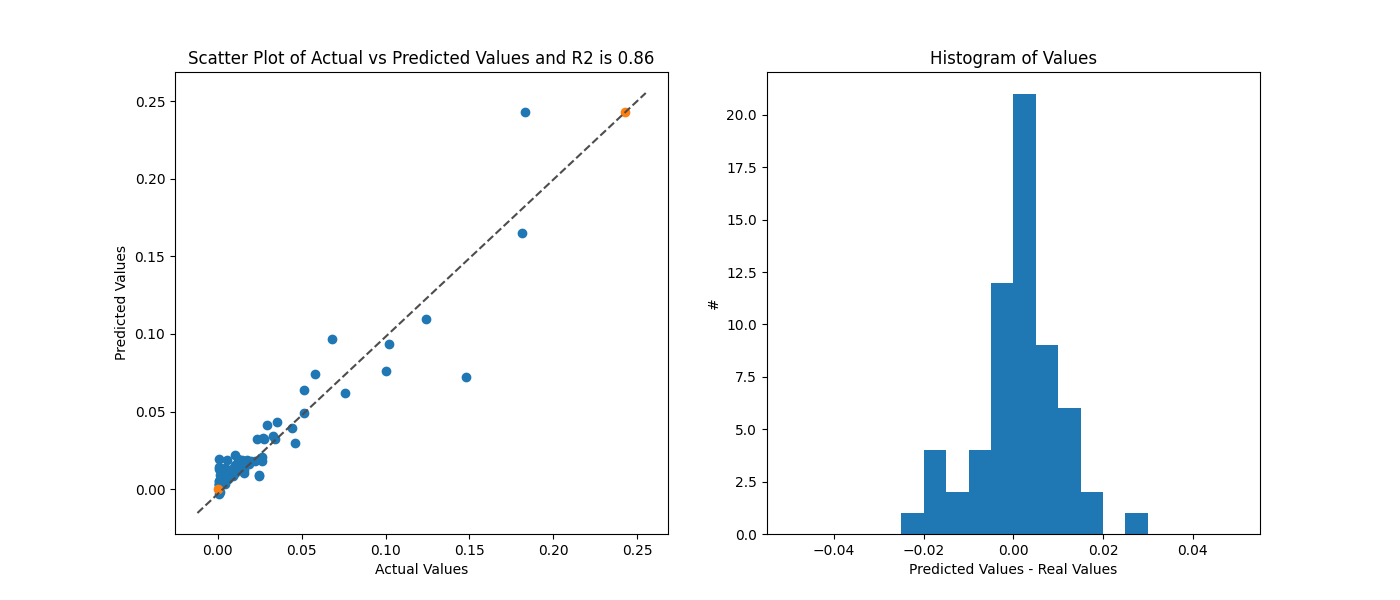 Scatter Plot of Actual vs Predicted Values and R2 is 0.86
0.25
0.20
0.15
0.10
0.05
0.00
Predicted Values
0.00 0.05 0.10 0.15 0.20 0.25
Actual Values
Histogram of Values
20.0
17.5
15.0
12.5
10.0
7.5
5.0
2.5
0.0
#
−0.04 −0.02 0.00 0.02 0.04
Predicted Values - Real Values